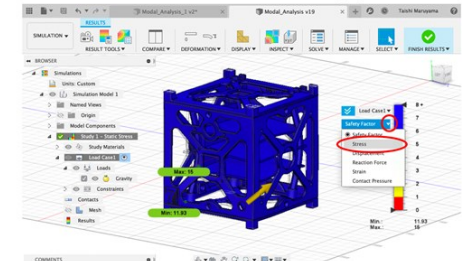 Modal_Analysis_1 v2*
Modal_Analysis v19
Taishi Maruyama
RESULTS
SIMULATION
RESULT TOOLS
COMPARE
DEFORMATION
DISPLAY
INSPECT
SOLVE
MANAGE
SELECT
FINISH RESULTS
BROWSER
Simulations
Units: Custom
Simulation Model 1
Named Views
Origin
Model Components
Study 1 - Static Stress
Study Materials
Load Case1
Loads
Gravity
Constraints
Contacts
Mesh
Results
Max: 15
Min: 11.93
Load Case1
Safety Factor
Safety Factor
Stress
Displacement
Reaction Force
Strain
Contact Pressure
8+
7
6
5
4
3
2
1
0
Min.: 11.93
Max.: 15
COMMENTS